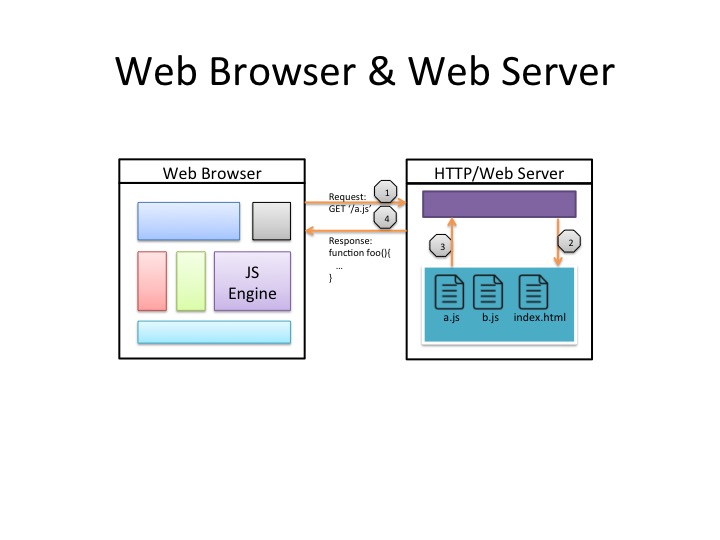 Web Browser & Web Server
Web Browser
HTTP/Web Server
Request:
GET ‘/a.js’
1
4
Response:
function foo(){
...
}
3
2
JS
Engine
a.js
b.js
index.html